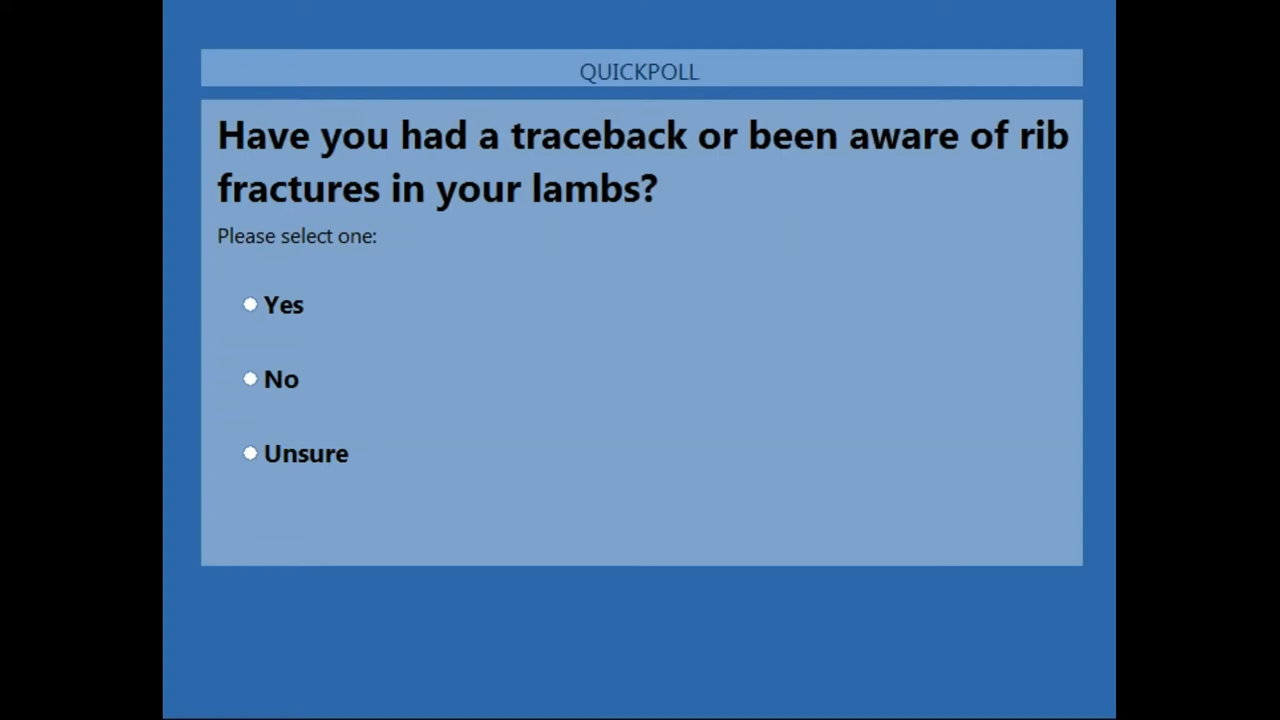 QUICKPOLL
Have you had a traceback or been aware of rib
fractures in your lambs?
Please select one:
Yes
No
Unsure